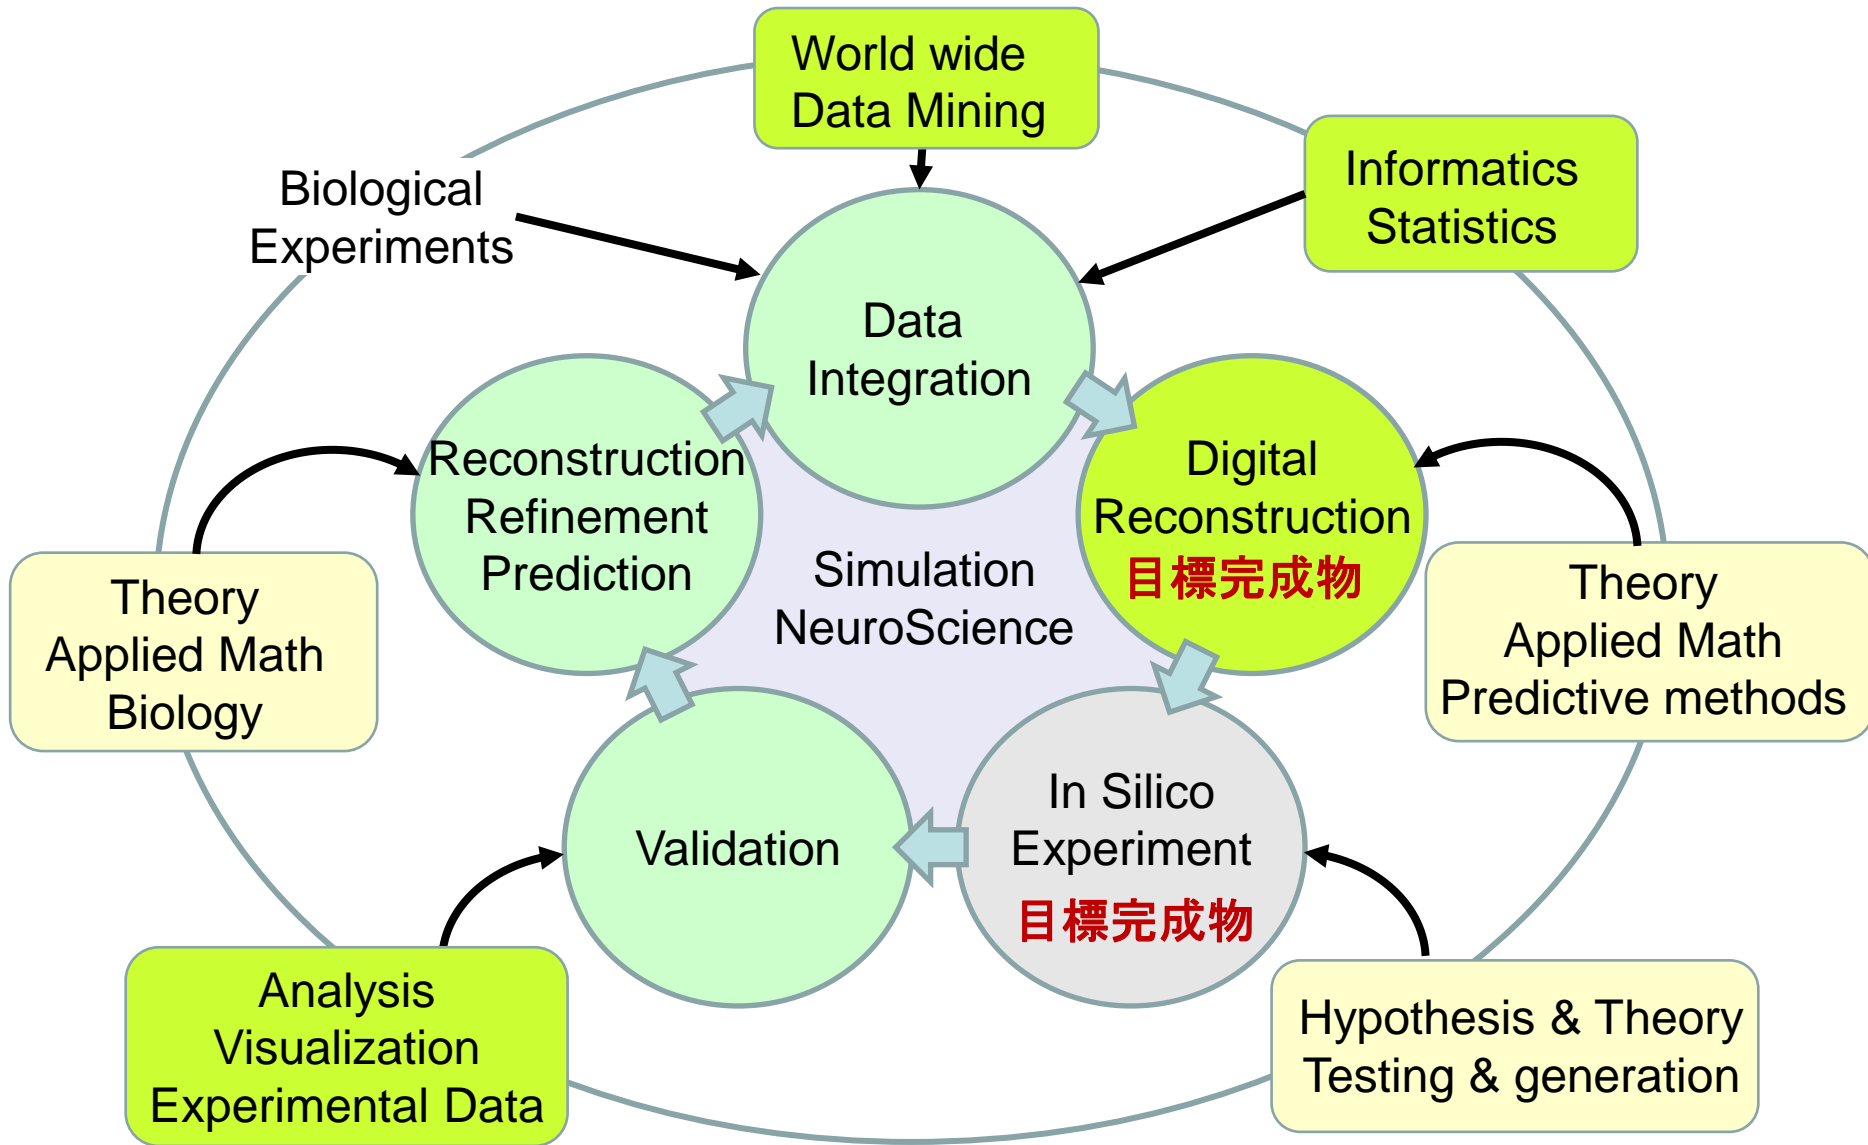 World wide
Data Mining
Informatics
Statistics
Biological
Experiments
Data
Integration
Reconstruction
Refinement
Prediction
Digital
Reconstruction
目標完成物
Simulation
NeuroScience
Theory
Applied Math
Biology
Theory
Applied Math
Predictive methods
Validation
In Silico
Experiment
目標完成物
Analysis
Visualization
Experimental Data
Hypothesis & Theory
Testing & generation